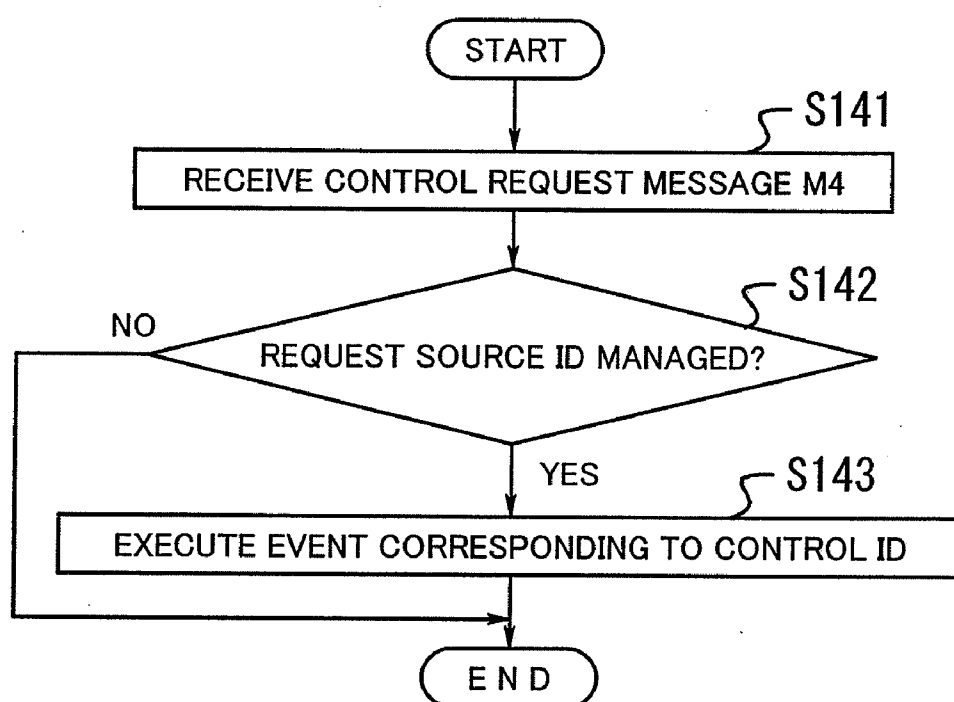 START
S141
RECEIVE CONTROL REQUEST MESSAGE M4
S142
NO
REQUEST SOURCE ID MANAGED?
YES
S143
EXECUTE EVENT CORRESPONDING TO CONTROL ID
END